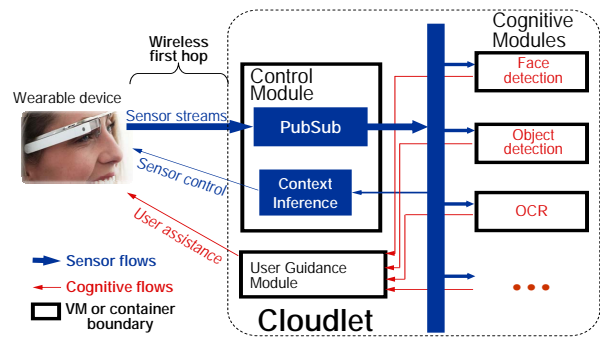 Wireless
first hop
Wearable device
Sensor streams
Sensor control
User assistance
Control
Module
PubSub
Context
Inference
User Guidance
Module
Cognitive
Modules
Face
detection
Object
detection
OCR
Sensor flows
Cognitive flows
VM or container
boundary
Cloudlet